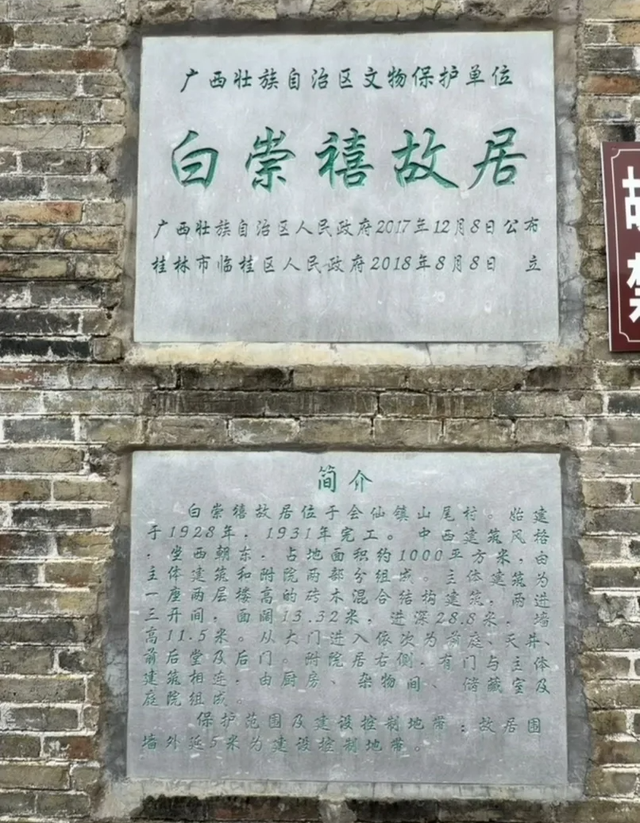 广西壮族自治区文物保护单位
白崇禧故居
广西壮族自治区人民政府2017年12月8日公布
桂林市临桂区人民政府2018年8月8日 立
简介
白崇禧故居位于会仙镇山尾村。始建
于1928年，1931年完工。中西建筑风格
，坐西朝东，占地面积约1000平方米，由
主体建筑和附院两部分组成。主体建筑为
一座两层楼高的砖木混合结构建筑，两进
三开间，面阔13.32米，进深28.8米，墙
高11.5米。从大门进入依次为前庭、天井、
前后堂及后门。附院居右侧，有门与主体
建筑相连，由厨房、杂物间、储藏室及
庭院组成。
保护范围及建设控制地带：故居围
墙外延5米为建设控制地带。